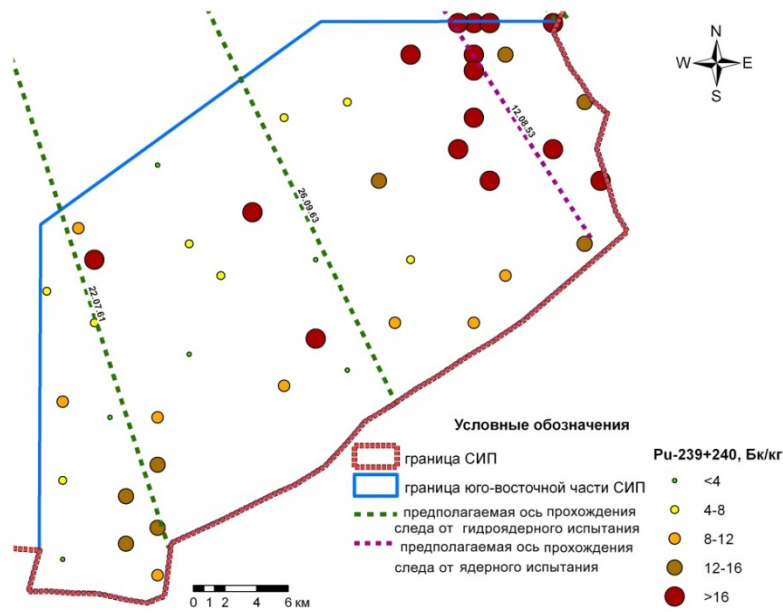 N
W E
S
12.08.53
26.09.63
22.07.61
Условные обозначения
граница СИП
граница юго-восточной части СИП
предполагаемая ось прохождения
следа от гидроядерного испытания
предполагаемая ось прохождения
следа от ядерного испытания
Pu-239+240, Бк/кг
<4
4-8
8-12
12-16
>16
0 1 2 4 6 км